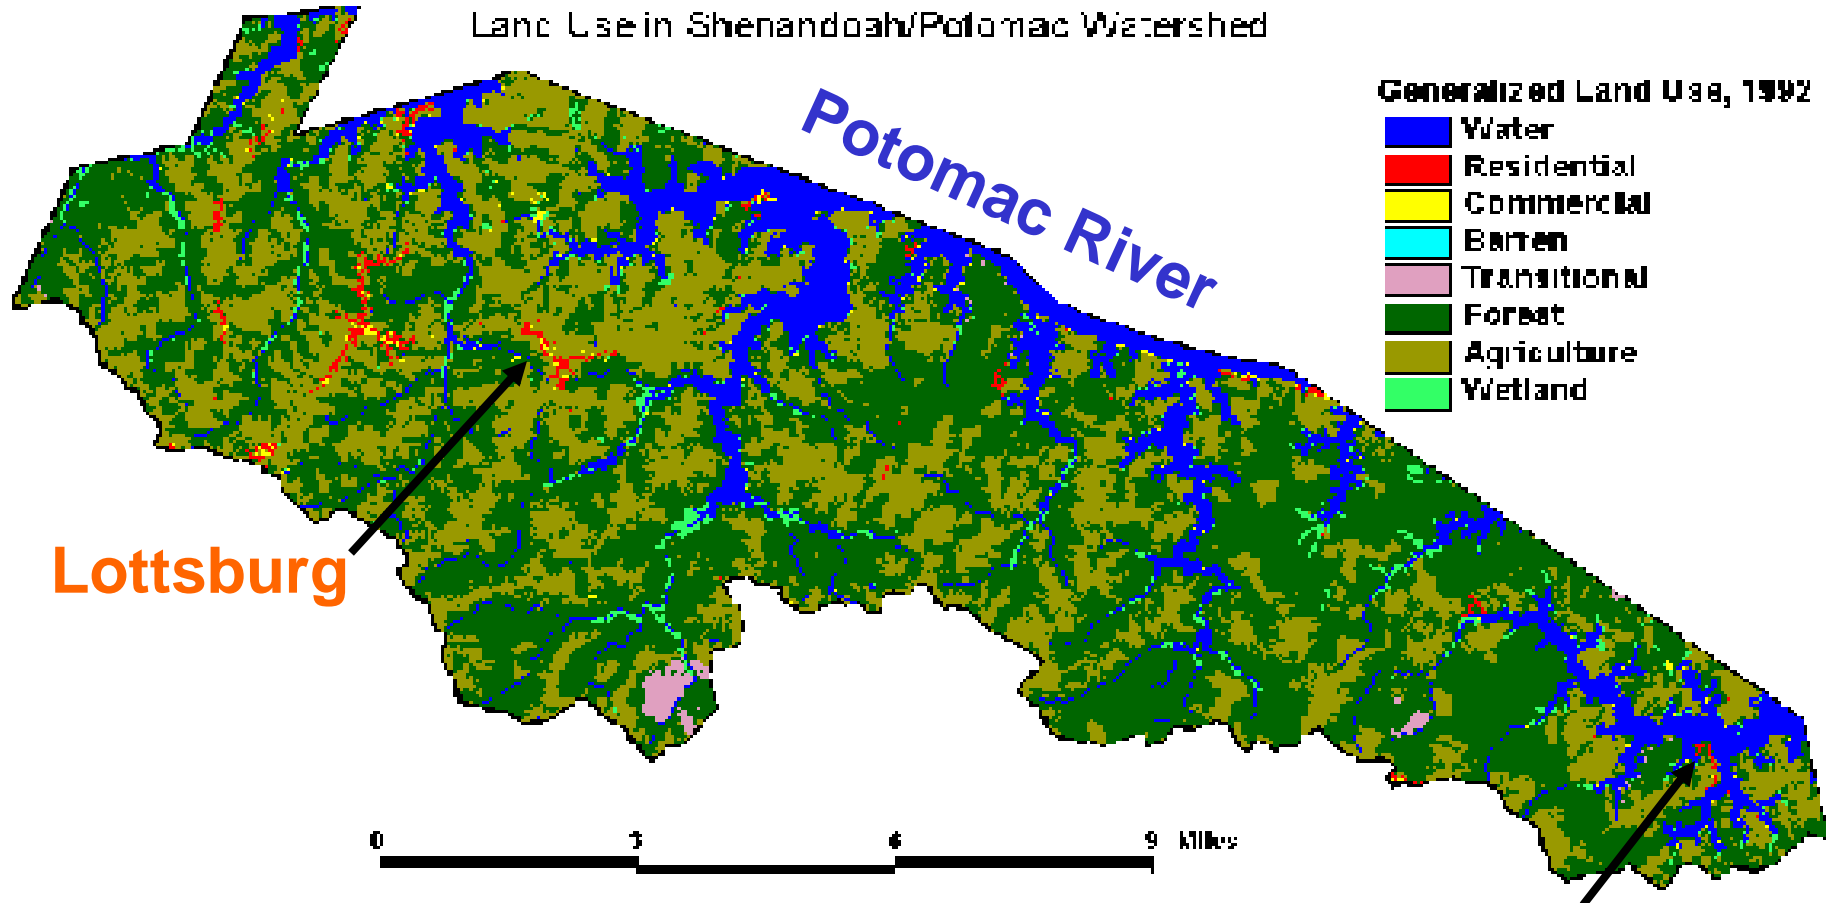 Land Use in Shenandoah/Potomac Watershed
Potomac River
Generalized Land Use, 1992
Water
Residential
Commercial
Barren
Transitional
Forest
Agriculture
Wetland
Lottsburg
0 3 6 9 Miles